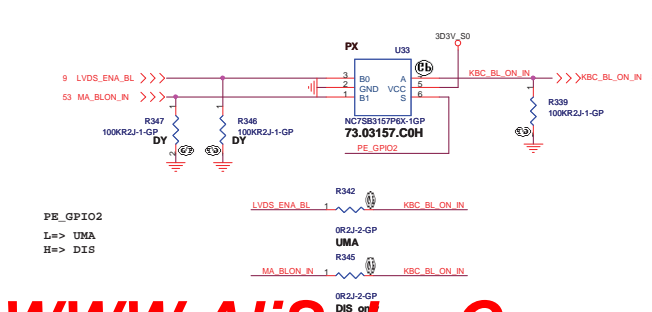 PX
U33
3D3V_S0
9 LVDS_ENA_BL
53 MA_BLON_IN
3 B0
2 GND
1 B1
A 4
VCC 5
S 6
KBC_BL_ON_IN
KBC_BL_ON_IN
NC7SB3157P6X-1GP
73.03157.C0H
PE_GPIO2
R347
100KR2J-1-GP
DY
R346
100KR2J-1-GP
DY
R339
100KR2J-1-GP
PE_GPIO2
L=> UMA
H=> DIS
R342
LVDS_ENA_BL 1 KBC_BL_ON_IN
0R2J-2-GP
UMA
R345
MA_BLON_IN 1 KBC_BL_ON_IN
0R2J-2-GP